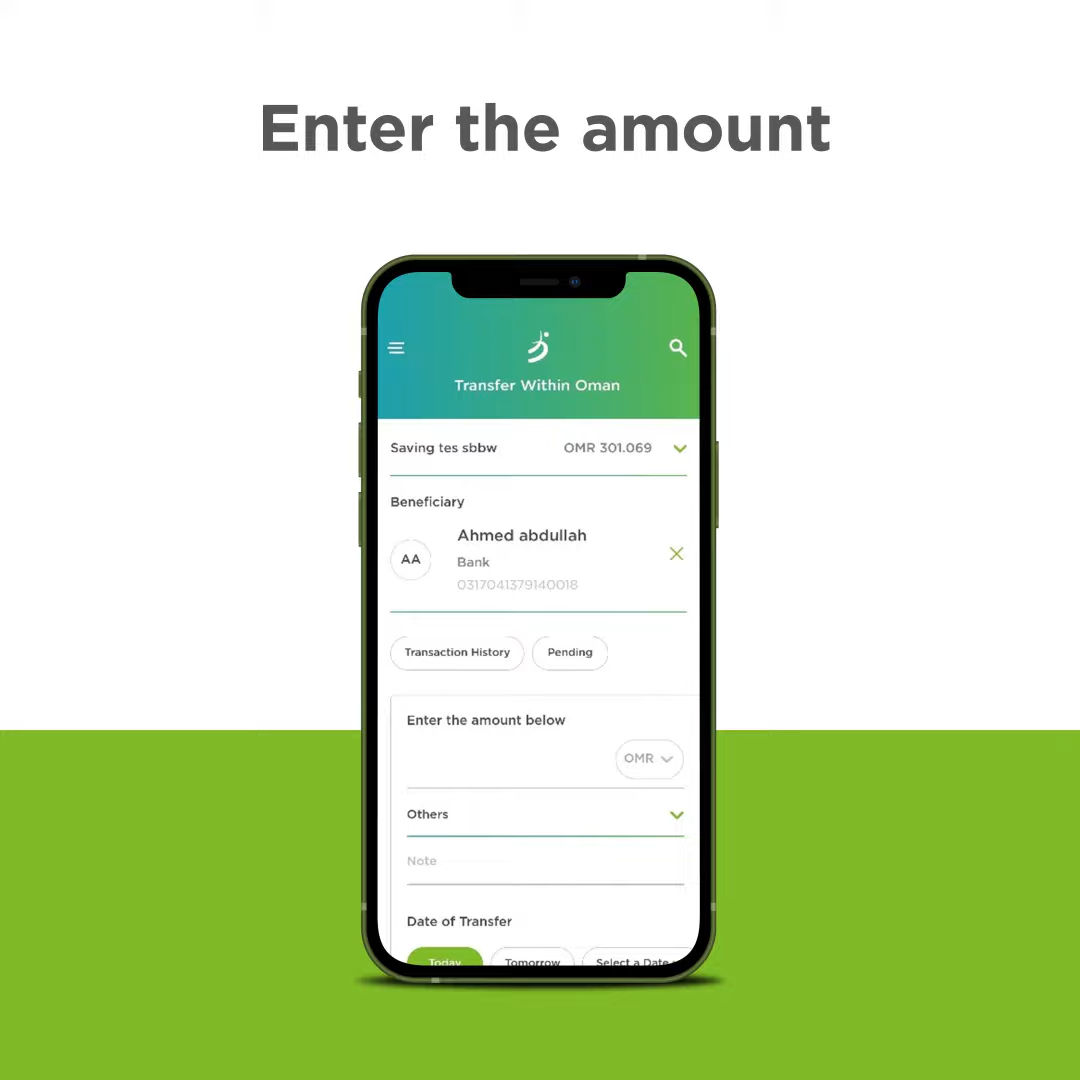 Enter the amount
Transfer Within Oman
Saving tes sbbw OMR 301.069
Beneficiary
Ahmed abdullah
AA
Bank
0317041379140018
Transaction History Pending
Enter the amount below
OMR
Others
Note
Date of Transfer
Today Tomorrow Select a Date